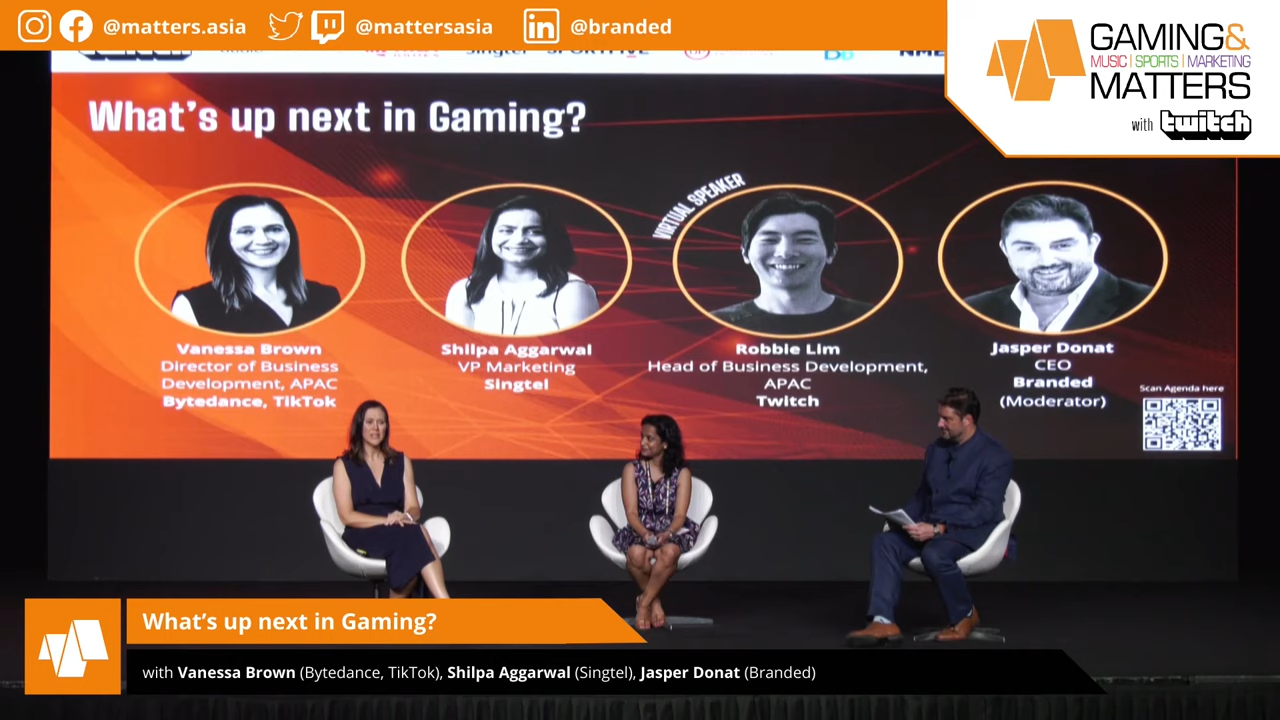 @matters.asia
@mattersasia
@branded
GAMING&
MUSIC | SPORTS | MARKETING
MATTERS
with twitch
Singtel SPORTFIVE
What's up next in Gaming?
VIRTUAL SPEAKER
Vanessa Brown
Director of Business
Development, APAC
Bytedance, TikTok
Shilpa Aggarwal
VP Marketing
Singtel
Robbie Lim
Head of Business Development,
APAC
Twitch
Jasper Donat
CEO
Branded
(Moderator)
Scan Agenda here
What's up next in Gaming?
with Vanessa Brown (Bytedance, TikTok), Shilpa Aggarwal (Singtel), Jasper Donat (Branded)